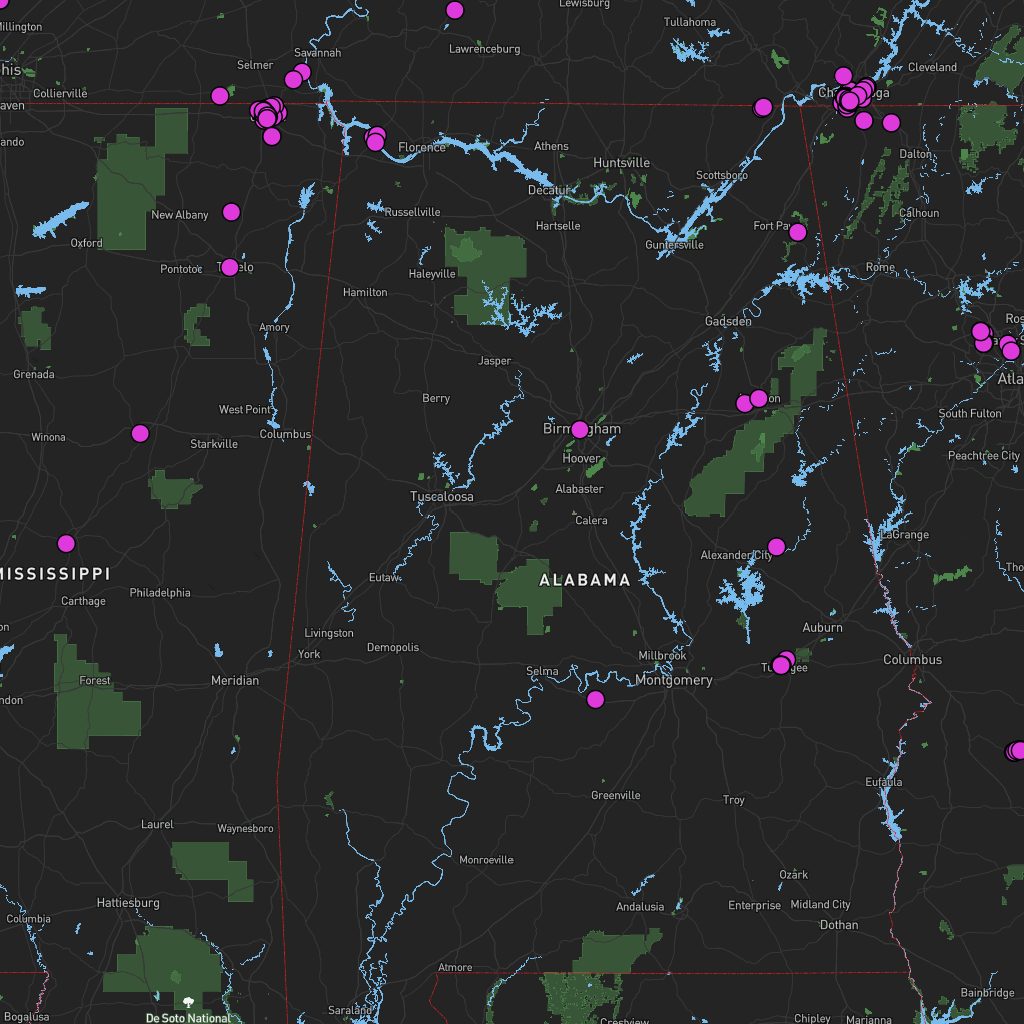 Lewisburg
Millington
Tullahoma
Savannah
Lawrenceburg
Selmer
Cleveland
Collierville
Florence
Athens
Huntsville
Dalton
Decatur
Scottsboro
New Albany
Russellville
Hartselle
Calhoun
Oxford
Guntersville
Pontotoc
Haleyville
Rome
Hamilton
Gadsden
Amory
Jasper
Grenada
Berry
West Point
South Fulton
Winona
Starkville
Columbus
Hoover
Peachtree City
Tuscaloosa
Alabaster
Calera
LaGrange
Alexander City
MISSISSIPPI
Eutaw
ALABAMA
Carthage
Philadelphia
Livingston
Auburn
York
Demopolis
Millbrook
Columbus
Forest
Meridian
Selma
Montgomery
Eufaula
Greenville
Troy
Laurel
Waynesboro
Monroeville
Ozark
Hattiesburg
Andalusia
Enterprise
Midland City
Columbia
Dothan
Atmore
Bainbridge
Bogalusa
De Soto National
Saraland
Crestview
Chipley
Marianna